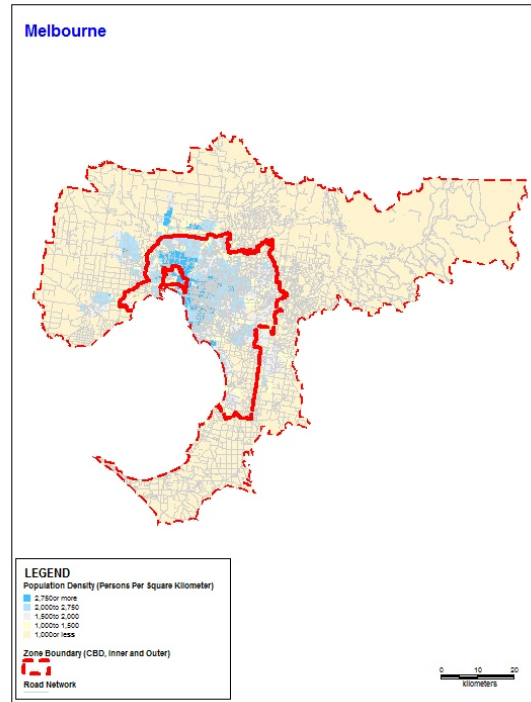 Melbourne
LEGEND
Population Density (Persons Per Square Kilometer)
2,750or more
2,000to 2,750
1,500to 2,000
1,000to 1,500
1,000or less
Zone Boundary (CBD, Inner and Outer)
Road Network
0 10 20
kilometers